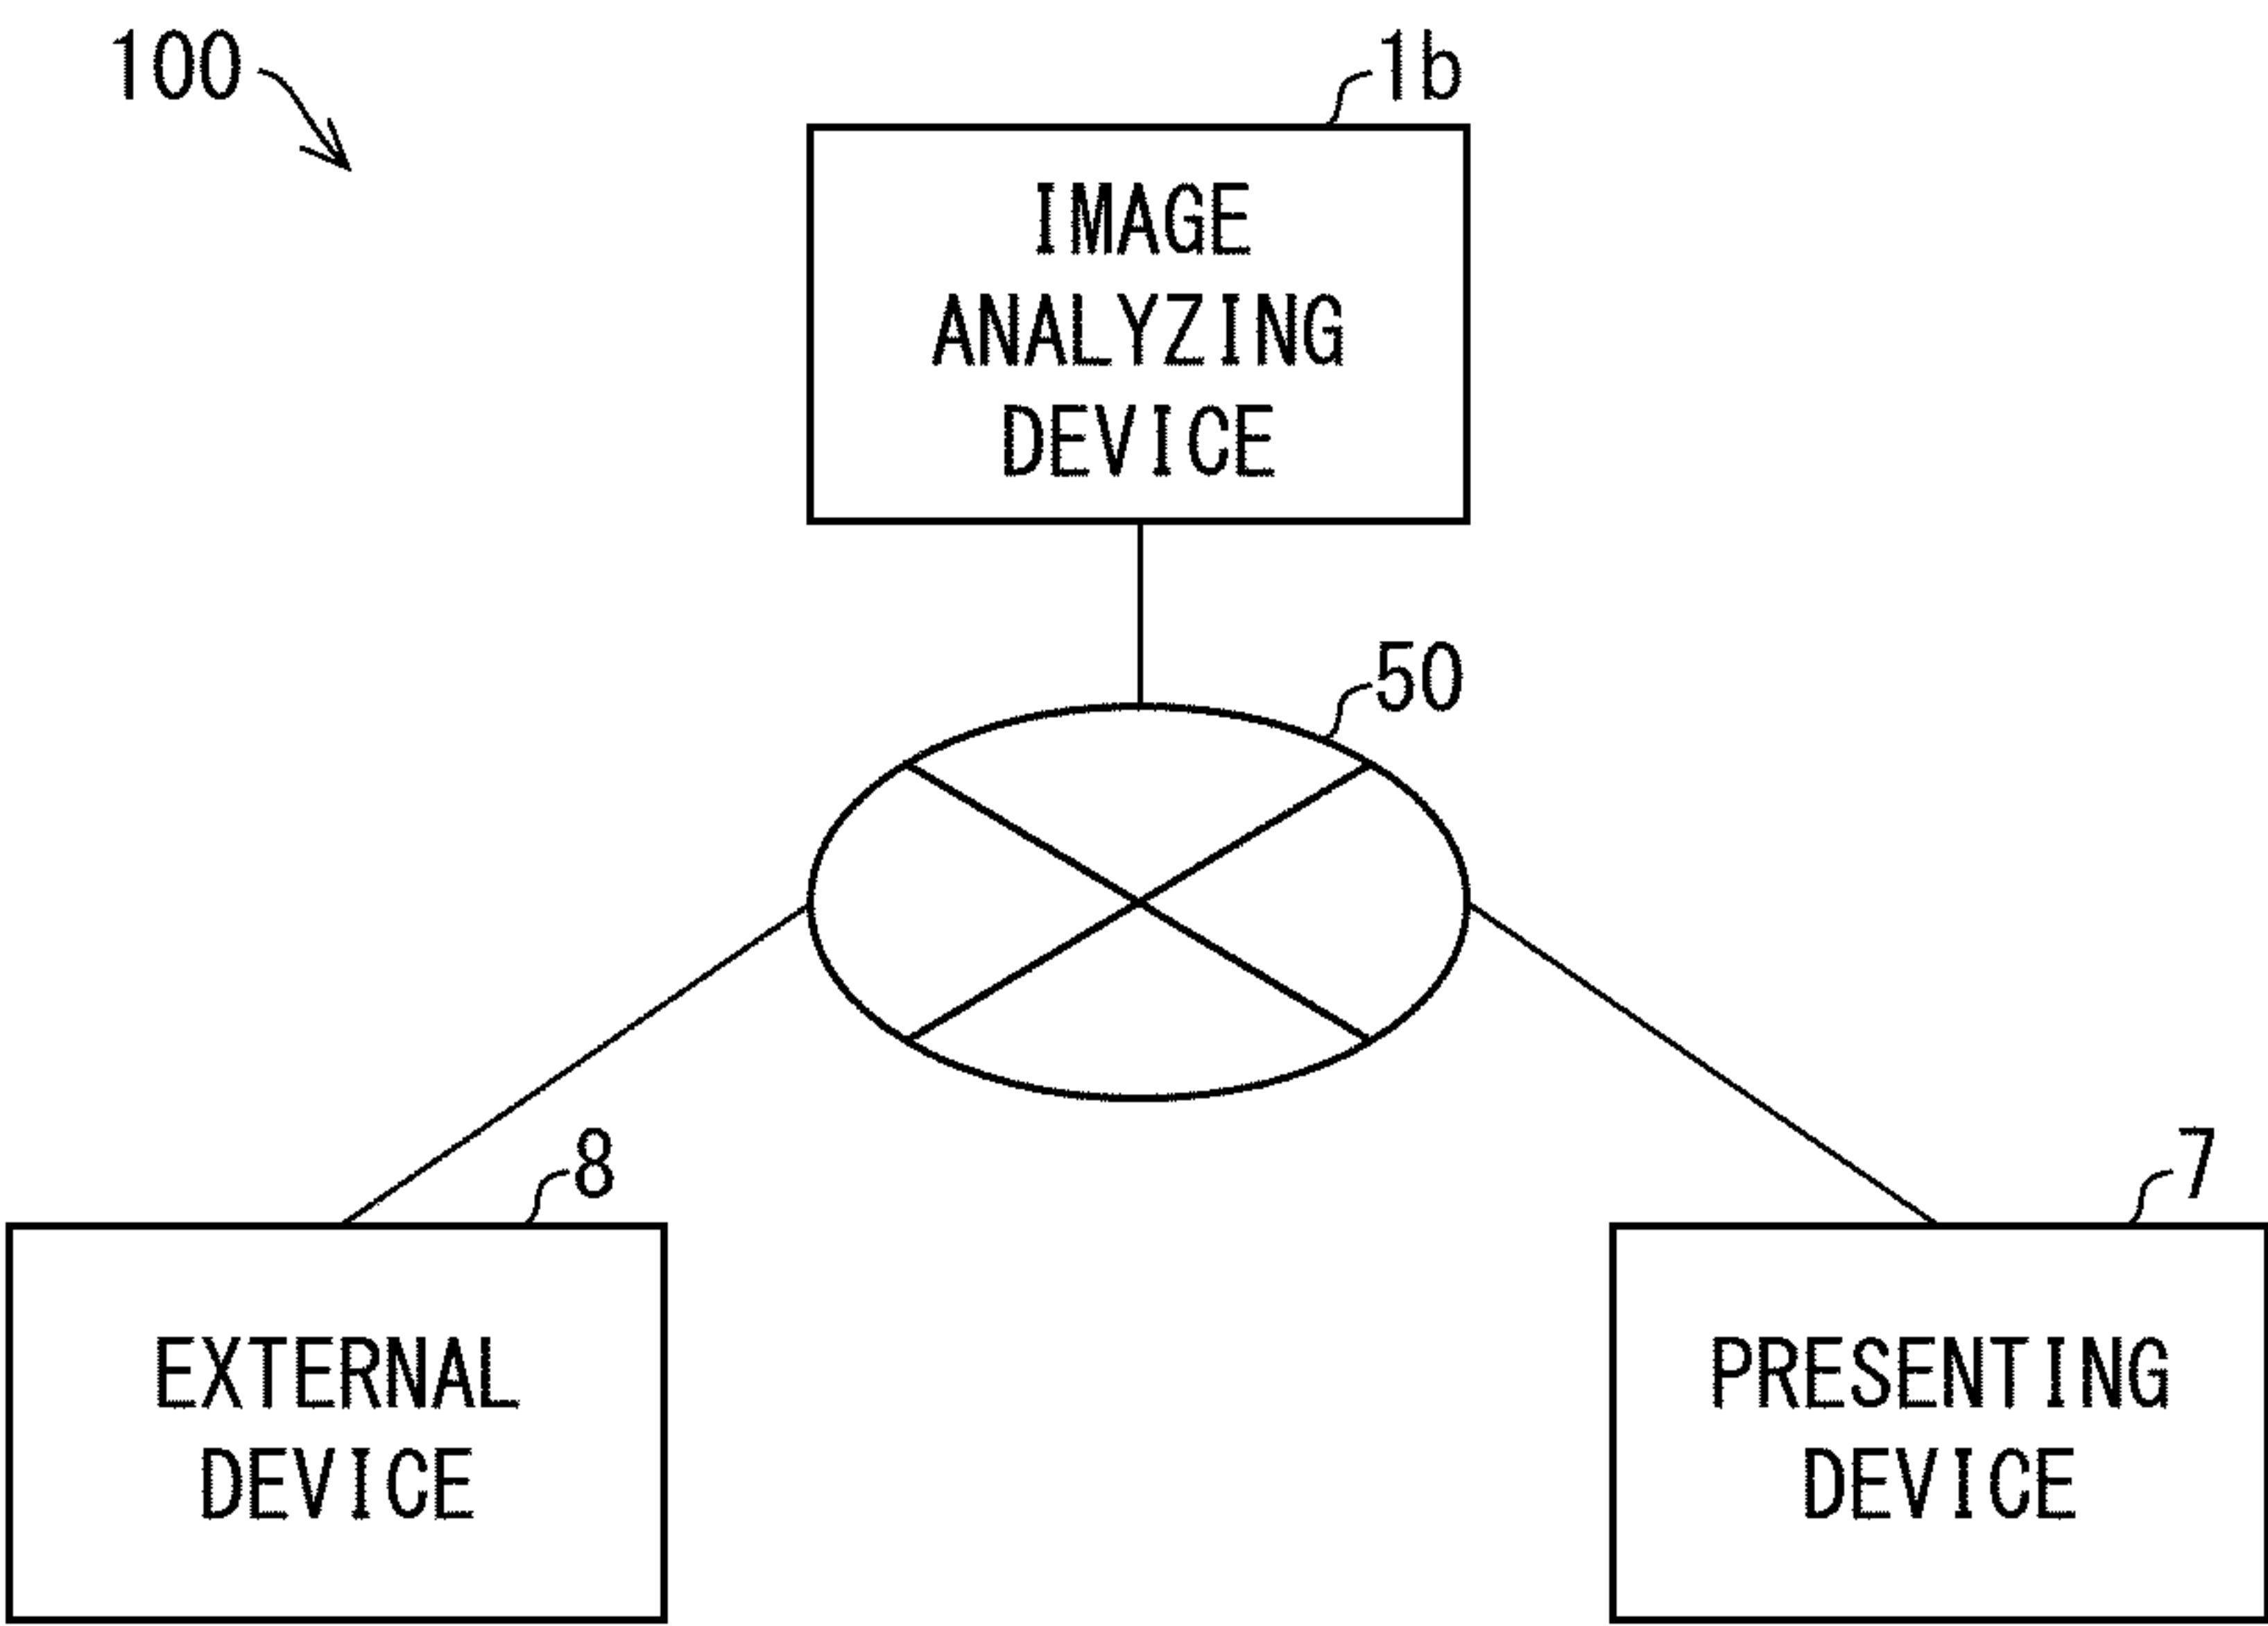 100
1b
IMAGE
ANALYZING
DEVICE
50
8
EXTERNAL
DEVICE
7
PRESENTING
DEVICE